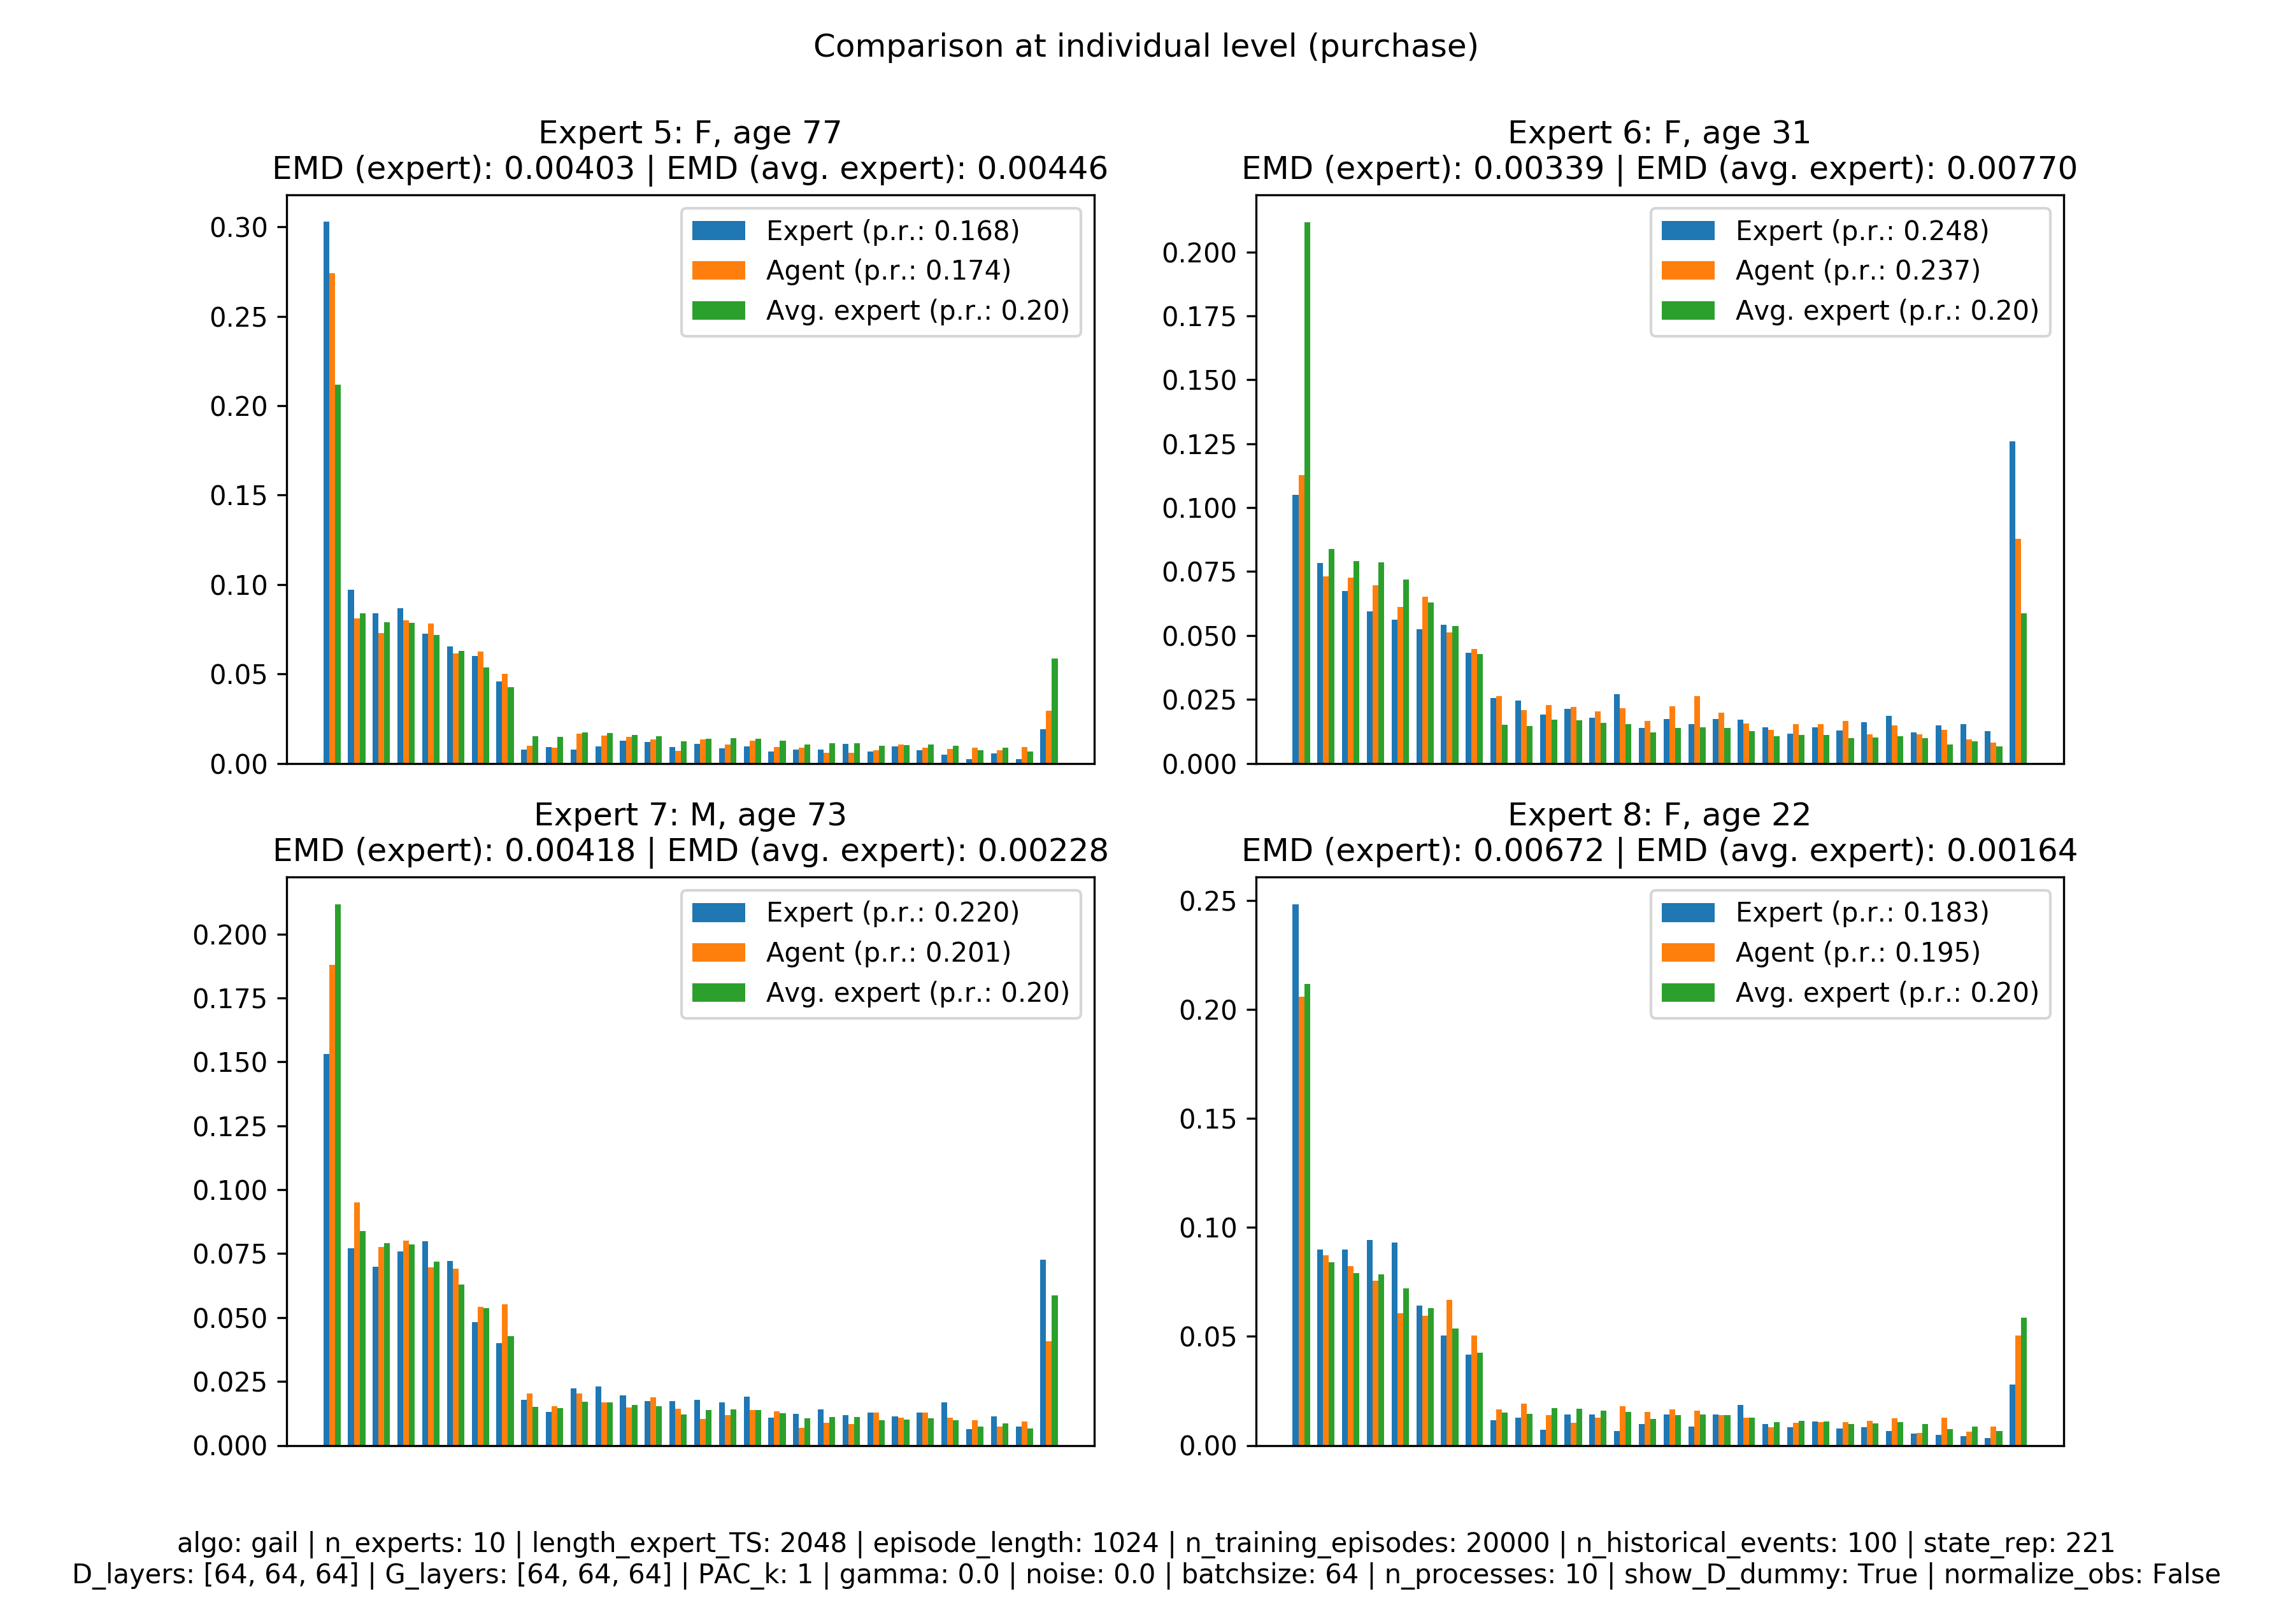 Comparison at individual level (purchase)
Expert 5: F, age 77
EMD (expert): 0.00403 | EMD (avg. expert): 0.00446
0.30
0.25
0.20
0.15
0.10
0.05
0.00
Expert (p.r.: 0.168)
Agent (p.r.: 0.174)
Avg. expert (p.r.: 0.20)
Expert 6: F, age 31
EMD (expert): 0.00339 | EMD (avg. expert): 0.00770
0.200
0.175
0.150
0.125
0.100
0.075
0.050
0.025
0.000
Expert (p.r.: 0.248)
Agent (p.r.: 0.237)
Avg. expert (p.r.: 0.20)
Expert 7: M, age 73
EMD (expert): 0.00418 | EMD (avg. expert): 0.00228
0.200
0.175
0.150
0.125
0.100
0.075
0.050
0.025
0.000
Expert (p.r.: 0.220)
Agent (p.r.: 0.201)
Avg. expert (p.r.: 0.20)
Expert 8: F, age 22
EMD (expert): 0.00672 | EMD (avg. expert): 0.00164
0.25
0.20
0.15
0.10
0.05
0.00
Expert (p.r.: 0.183)
Agent (p.r.: 0.195)
Avg. expert (p.r.: 0.20)
algo: gail | n_experts: 10 | length_expert_TS: 2048 | episode_length: 1024 | n_training_episodes: 20000 | n_historical_events: 100 | state_rep: 221
D_layers: [64, 64, 64] | G_layers: [64, 64, 64] | PAC_k: 1 | gamma: 0.0 | noise: 0.0 | batchsize: 64 | n_processes: 10 | show_D_dummy: True | normalize_obs: False